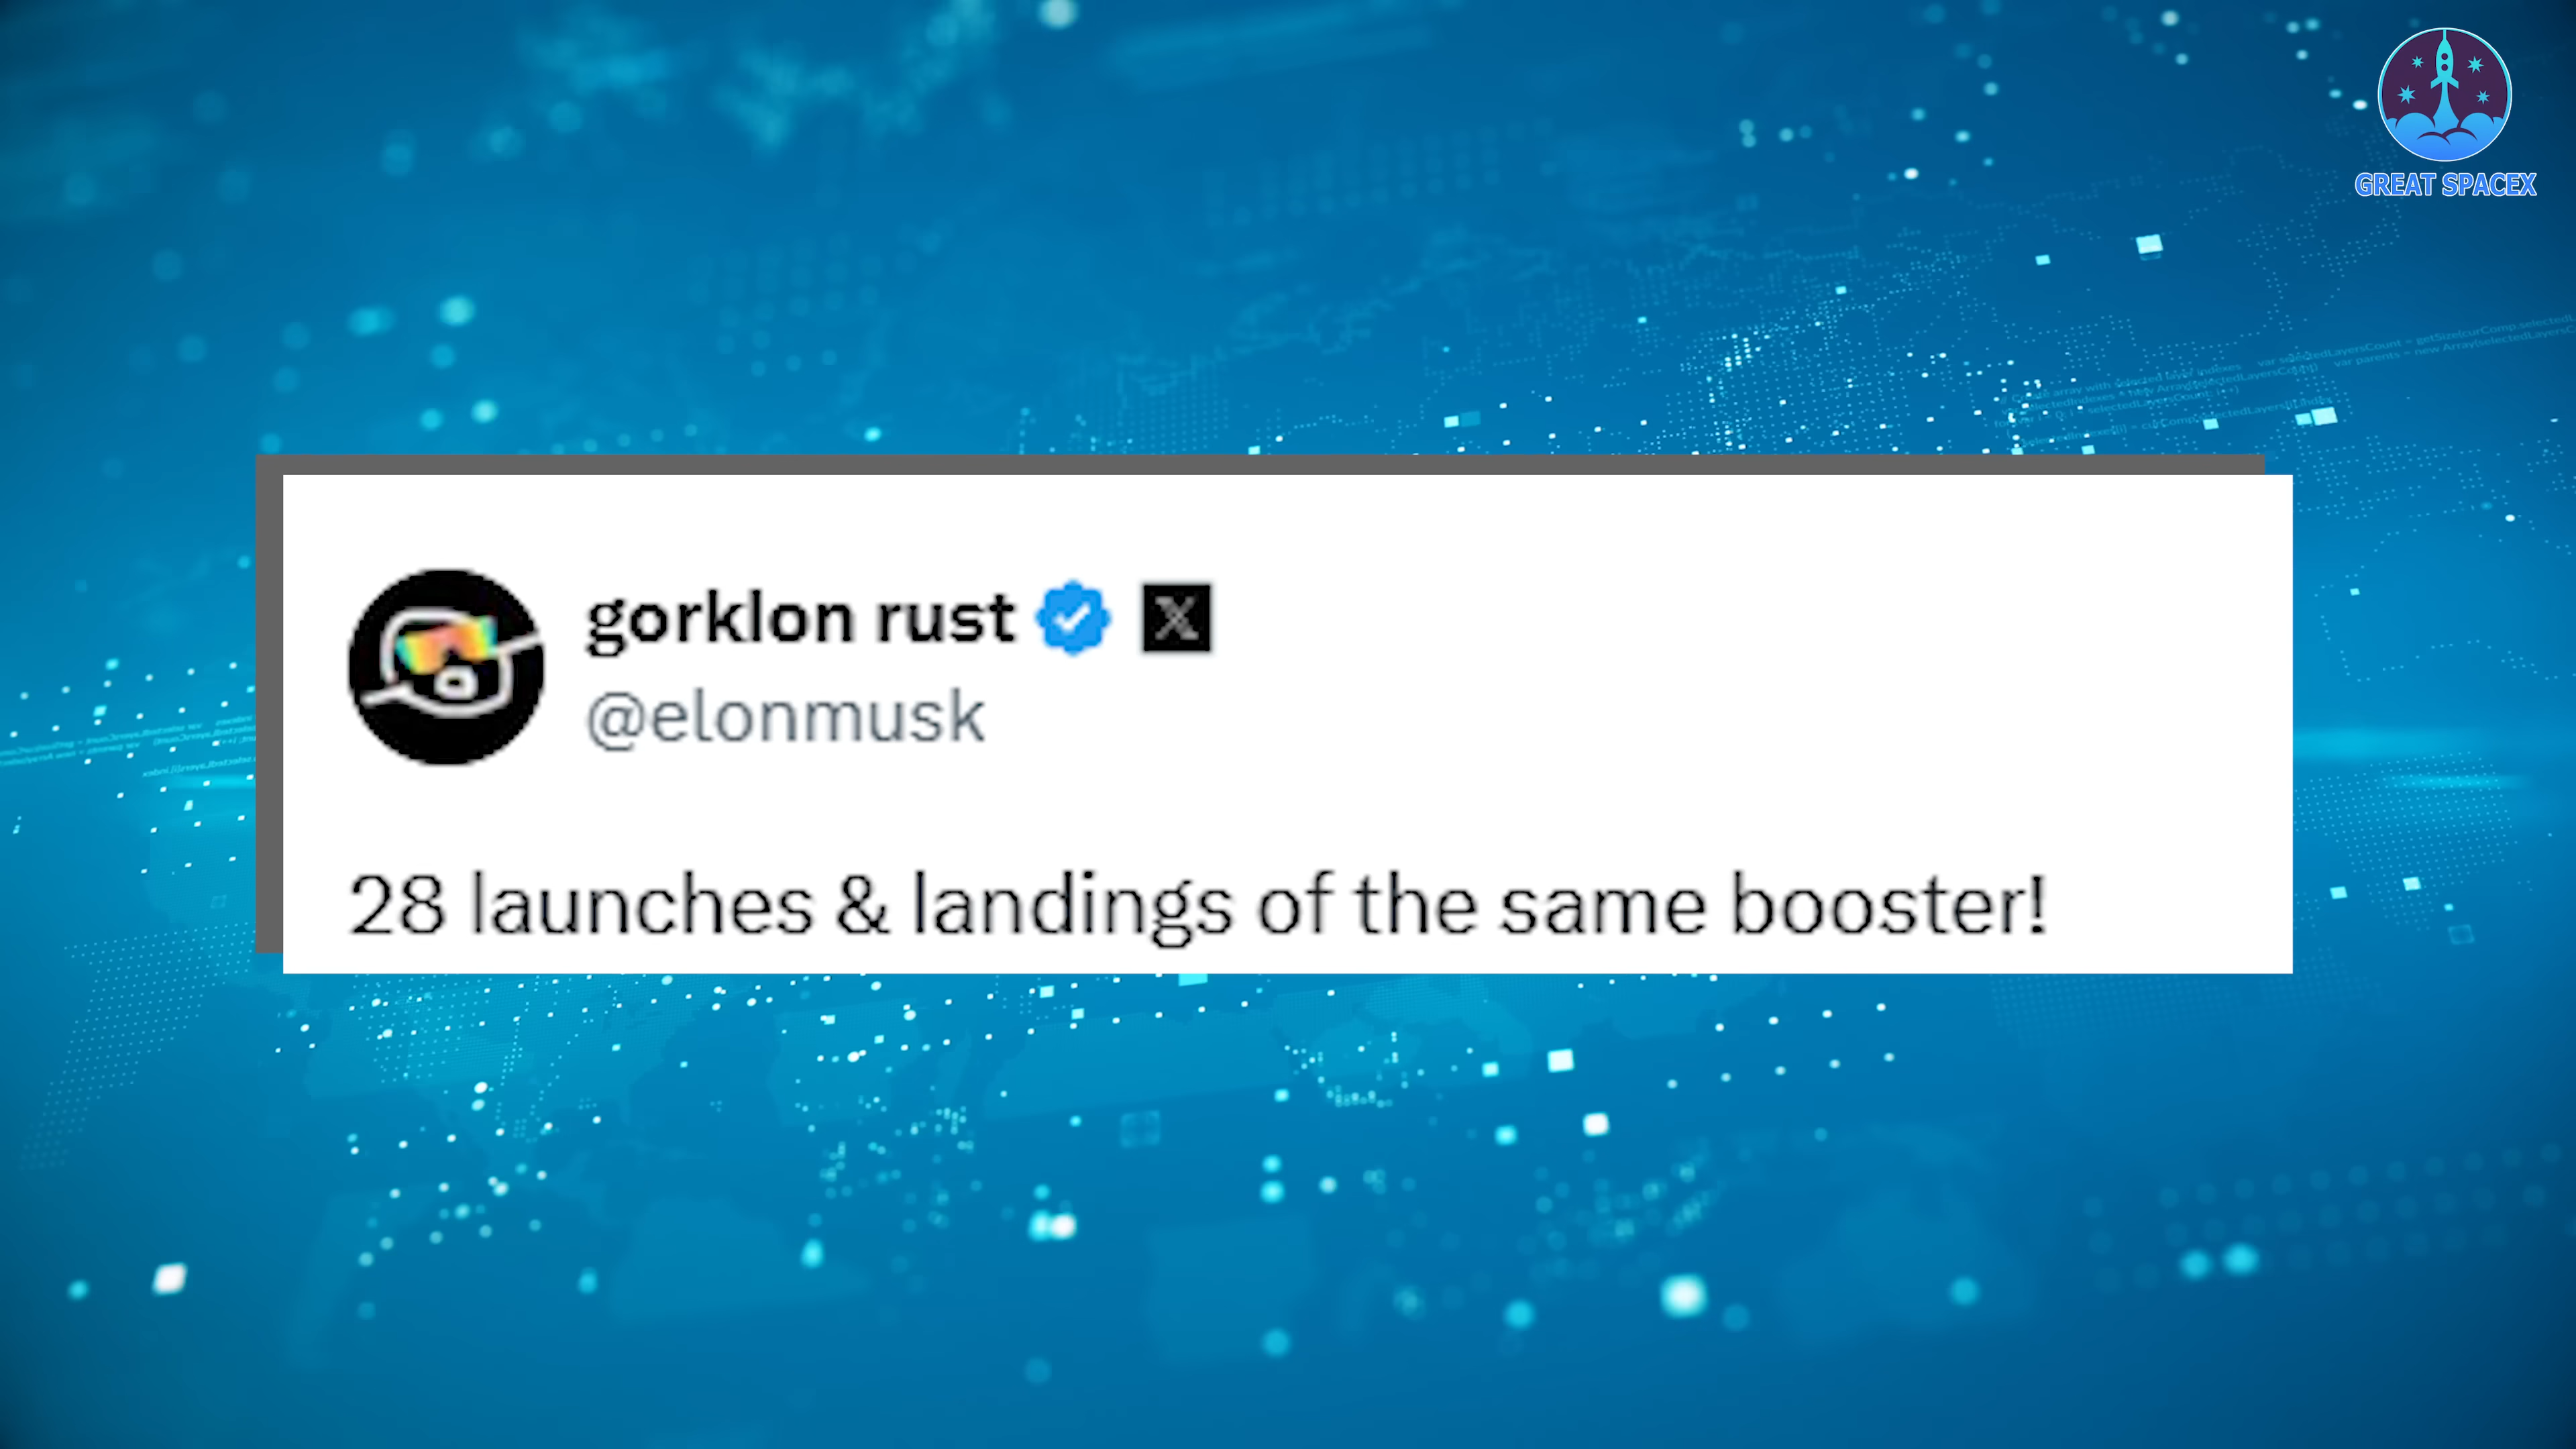 GREAT SPACEX
gorklon rust
@elonmusk
28 launches & landings of the same booster!